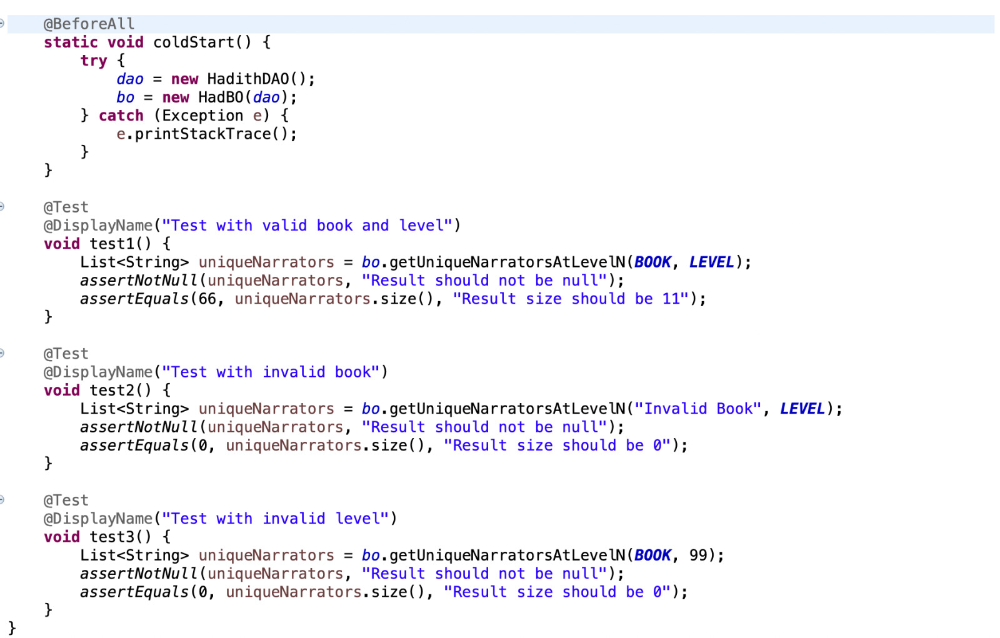 @BeforeAll
static void coldStart() {
    try {
        dao = new HadithDAO();
        bo = new HadBO(dao);
    } catch (Exception e) {
        e.printStackTrace();
    }
}

@Test
@DisplayName("Test with valid book and level")
void test1() {
    List<String> uniqueNarrators = bo.getUniqueNarratorsAtLevelN(BOOK, LEVEL);
    assertNotNull(uniqueNarrators, "Result should not be null");
    assertEquals(66, uniqueNarrators.size(), "Result size should be 11");
}

@Test
@DisplayName("Test with invalid book")
void test2() {
    List<String> uniqueNarrators = bo.getUniqueNarratorsAtLevelN("Invalid Book", LEVEL);
    assertNotNull(uniqueNarrators, "Result should not be null");
    assertEquals(0, uniqueNarrators.size(), "Result size should be 0");
}

@Test
@DisplayName("Test with invalid level")
void test3() {
    List<String> uniqueNarrators = bo.getUniqueNarratorsAtLevelN(BOOK, 99);
    assertNotNull(uniqueNarrators, "Result should not be null");
    assertEquals(0, uniqueNarrators.size(), "Result size should be 0");
}
}